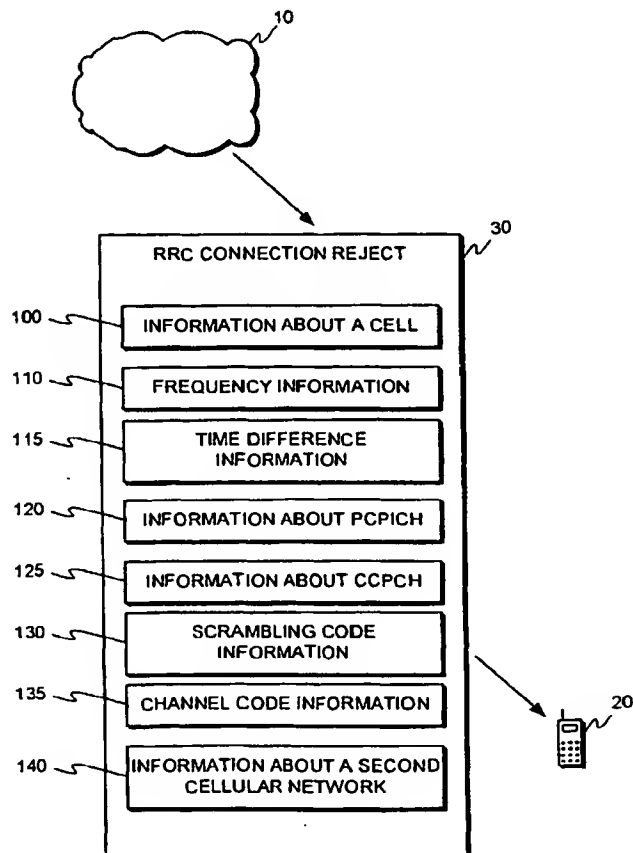 10
30
RRC CONNECTION REJECT
100
INFORMATION ABOUT A CELL
110
FREQUENCY INFORMATION
115
TIME DIFFERENCE
INFORMATION
120
INFORMATION ABOUT PCPICH
125
INFORMATION ABOUT CCPCH
130
SCRAMBLING CODE
INFORMATION
135
CHANNEL CODE INFORMATION
20
140
INFORMATION ABOUT A SECOND
CELLULAR NETWORK